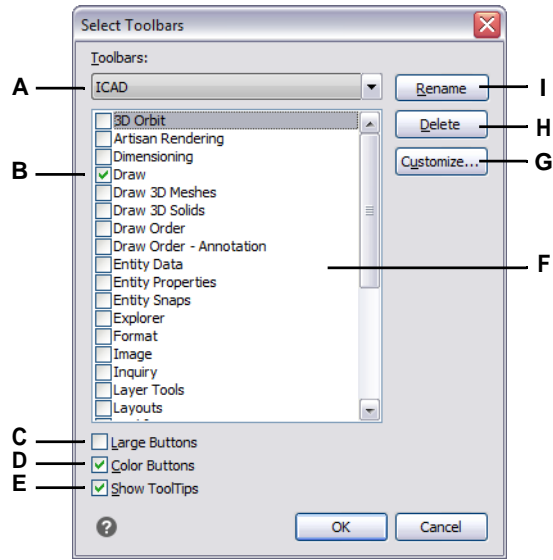 Select Toolbars
Toolbars:
A
ICAD
Rename
I
3D Orbit
Delete
H
Artisan Rendering
Dimensioning
Customize...
G
B
Draw
Draw 3D Meshes
Draw 3D Solids
Draw Order
Draw Order - Annotation
Entity Data
F
Entity Properties
Entity Snaps
Explorer
Format
Image
Inquiry
Layer Tools
Layouts
C
Large Buttons
D
Color Buttons
E
Show ToolTips
?
OK
Cancel